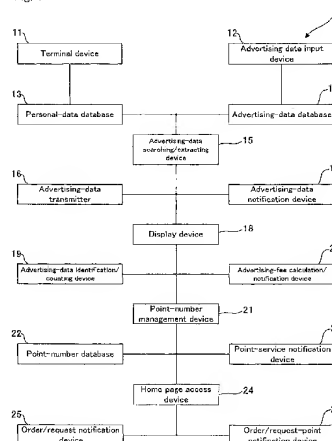 11
Terminal device
12
Advertising data input
device
13
Personal-data database
Advertising-data database
Advertising-data
searching/extracting
device
15
16
Advertising-data
transmitter
Advertising-data
notification device
Display device
18
19
Advertising-data identification/
counting device
Advertising-fee calculation/
notification device
Point-number
management device
21
22
Point-number database
Point-service notification
device
Home page access
device
24
25
Order/request notification
device
Order/request-point
notification device